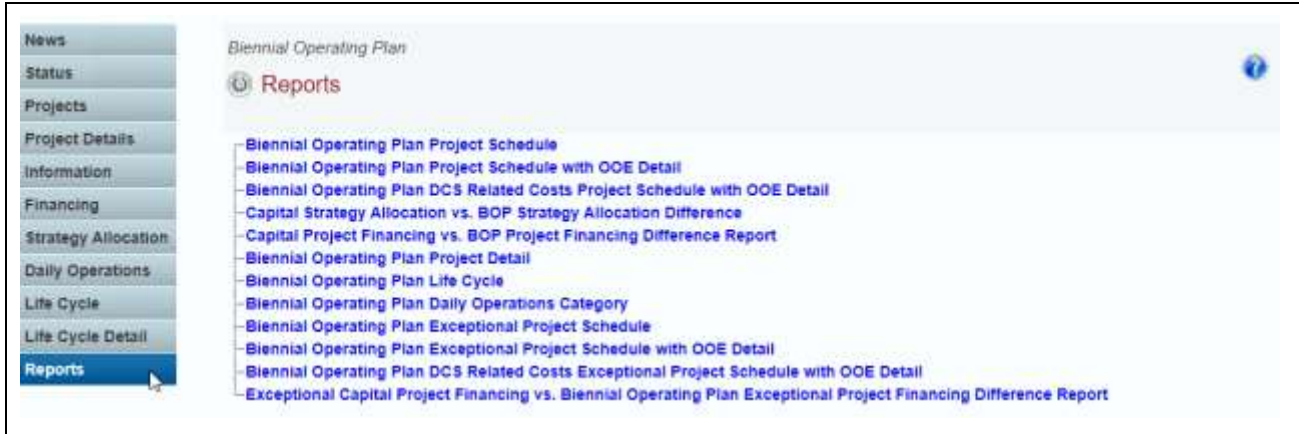 News
Status
Projects
Project Details
Information
Financing
Strategy Allocation
Daily Operations
Life Cycle
Life Cycle Detail
Reports
Biennial Operating Plan
Reports
Biennial Operating Plan Project Schedule
Biennial Operating Plan Project Schedule with OOE Detail
Biennial Operating Plan DCS Related Costs Project Schedule with OOE Detail
Capital Strategy Allocation vs. BOP Strategy Allocation Difference
Capital Project Financing vs. BOP Project Financing Difference Report
Biennial Operating Plan Project Detail
Biennial Operating Plan Life Cycle
Biennial Operating Plan Daily Operations Category
Biennial Operating Plan Exceptional Project Schedule
Biennial Operating Plan Exceptional Project Schedule with OOE Detail
Biennial Operating Plan DCS Related Costs Exceptional Project Schedule with OOE Detail
Exceptional Capital Project Financing vs. Biennial Operating Plan Exceptional Project Financing Difference Report